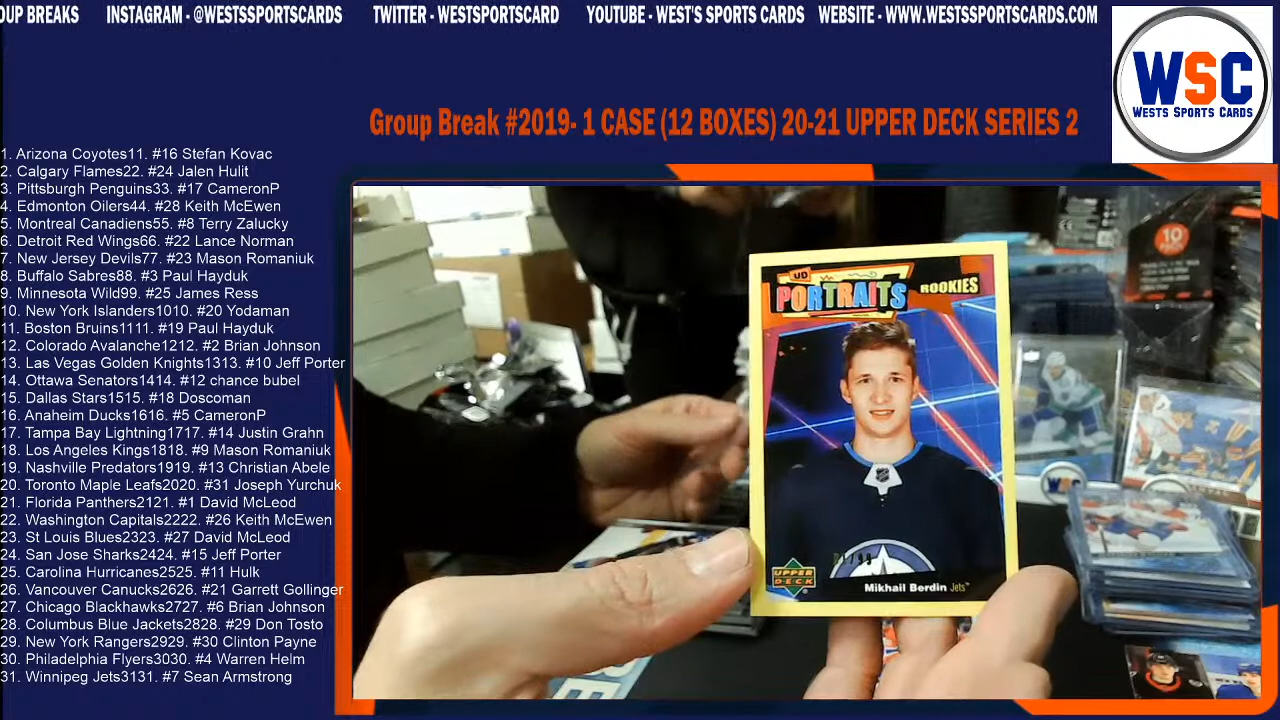 OUP BREAKS INSTAGRAM - @WESTSSPORTSCARDS TWITTER - WESTSPORTSCARD YOUTUBE - WEST'S SPORTS CARDS WEBSITE - WWW.WESTSSPORTSCARDS.COM
WSC
WESTS SPORTS CARDS
Group Break #2019- 1 CASE (12 BOXES) 20-21 UPPER DECK SERIES 2
1. Arizona Coyotes11. #16 Stefan Kovac
2. Calgary Flames22. #24 Jalen Hulit
3. Pittsburgh Penguins33. #17 CameronP
4. Edmonton Oilers44. #28 Keith McEwen
5. Montreal Canadiens55. #8 Terry Zalucky
6. Detroit Red Wings66. #22 Lance Norman
7. New Jersey Devils77. #23 Mason Romaniuk
8. Buffalo Sabres88. #3 Paul Hayduk
9. Minnesota Wild99. #25 James Ress
10. New York Islanders1010. #20 Yodaman
11. Boston Bruins1111. #19 Paul Hayduk
12. Colorado Avalanche1212. #2 Brian Johnson
13. Las Vegas Golden Knights1313. #10 Jeff Porter
14. Ottawa Senators1414. #12 chance bubel
15. Dallas Stars1515. #18 Doscoman
16. Anaheim Ducks1616. #5 CameronP
17. Tampa Bay Lightning1717. #14 Justin Grahn
18. Los Angeles Kings1818. #9 Mason Romaniuk
19. Nashville Predators1919. #13 Christian Abele
20. Toronto Maple Leafs2020. #31 Joseph Yurchuk
21. Florida Panthers2121. #1 David McLeod
22. Washington Capitals2222. #26 Keith McEwen
23. St Louis Blues2323. #27 David McLeod
24. San Jose Sharks2424. #15 Jeff Porter
25. Carolina Hurricanes2525. #11 Hulk
26. Vancouver Canucks2626. #21 Garrett Gollinger
27. Chicago Blackhawks2727. #6 Brian Johnson
28. Columbus Blue Jackets2828. #29 Don Tosto
29. New York Rangers2929. #30 Clinton Payne
30. Philadelphia Flyers3030. #4 Warren Helm
31. Winnipeg Jets3131. #7 Sean Armstrong
UD
PORTRAITS ROOKIES
UPPER DECK
Mikhail Berdin Jets
10